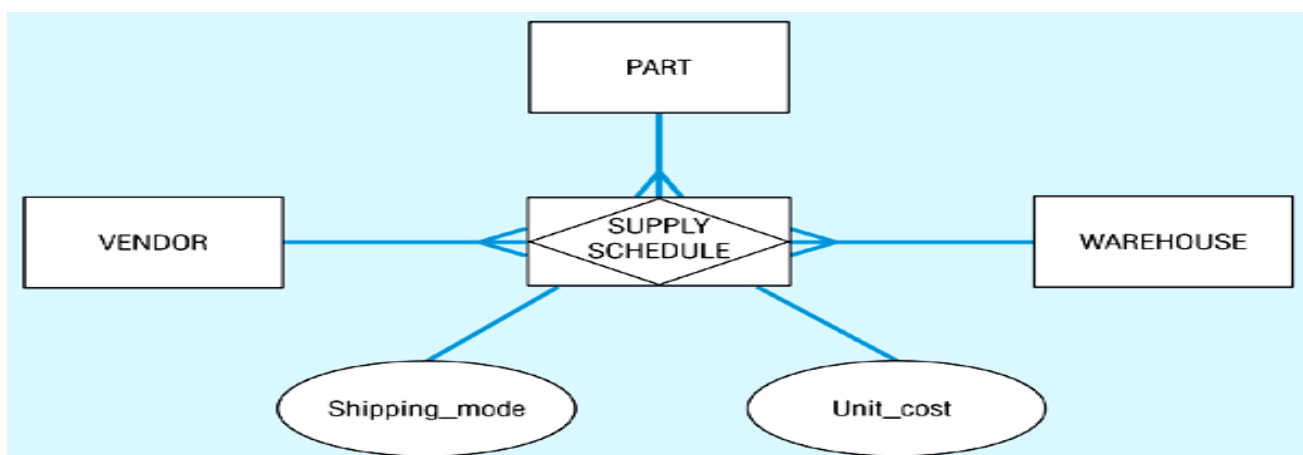 PART
VENDOR
SUPPLY
SCHEDULE
WAREHOUSE
Shipping_mode
Unit_cost